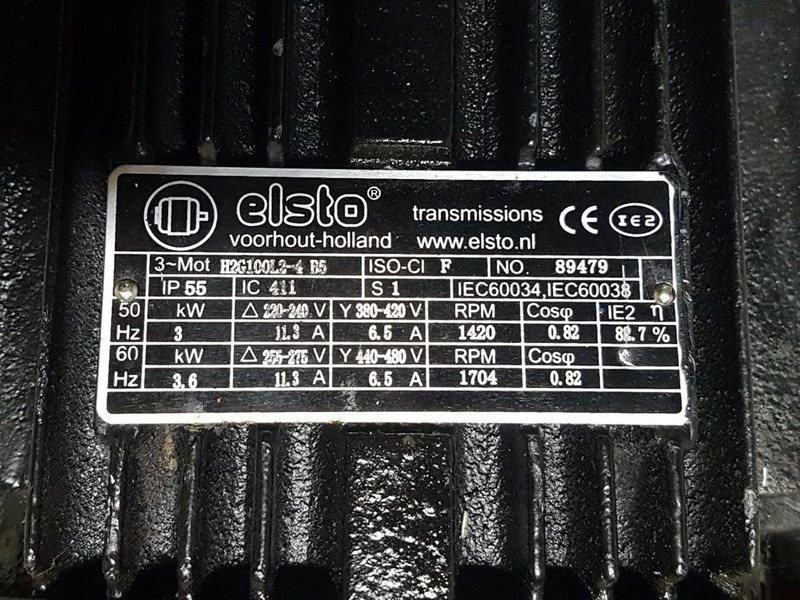 elsto® transmissions CE IE2
voorhout-holland www.elsto.nl
3~Mot H2G100L2-4 B5 ISO-Cl F NO. 89479
IP 55 IC 411 S 1 IEC60034,IEC60038
50 kW △ 220-240 V Y 380-420 V RPM Cosφ IE2 η
Hz 3 11.3 A 6.5 A 1420 0.82 %
60 kW △ 255-275 V Y 440-480 V RPM Cosφ
Hz 3.6 11.3 A 6.5 A 1704 0.82